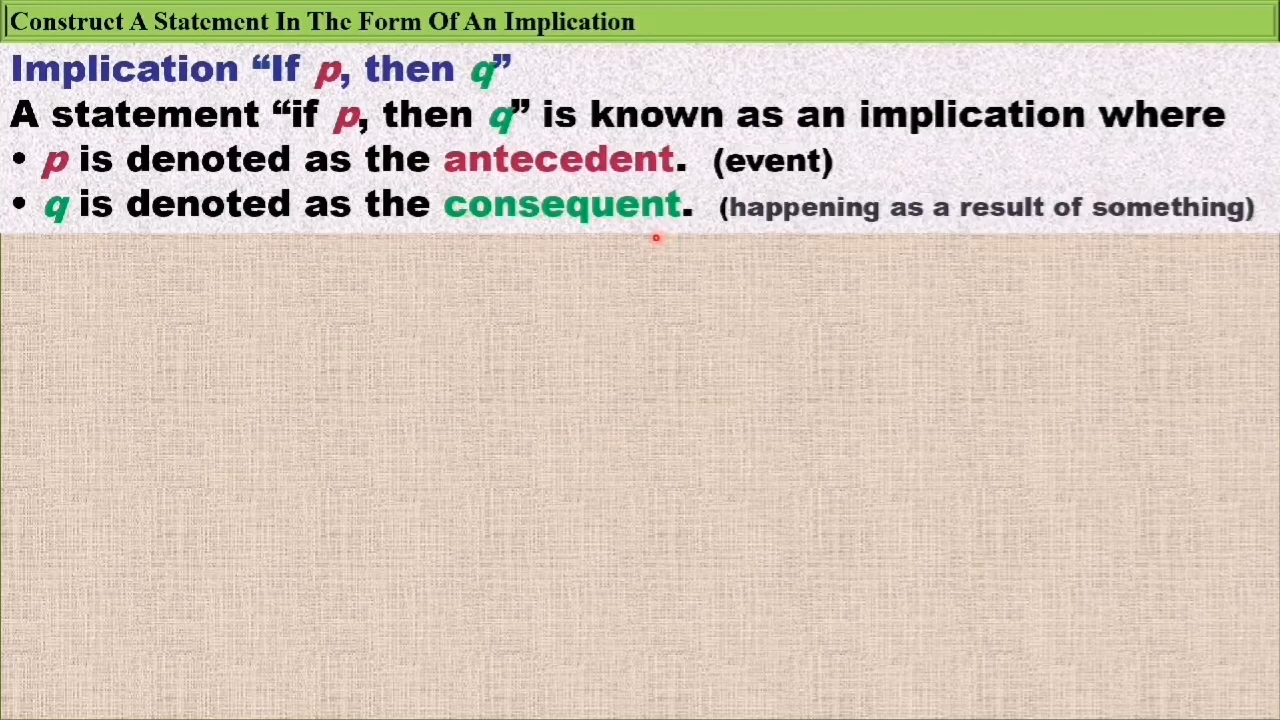 Construct A Statement In The Form Of An Implication
Implication “If p, then q”
A statement “if p, then q” is known as an implication where
• p is denoted as the antecedent. (event)
• q is denoted as the consequent. (happening as a result of something)